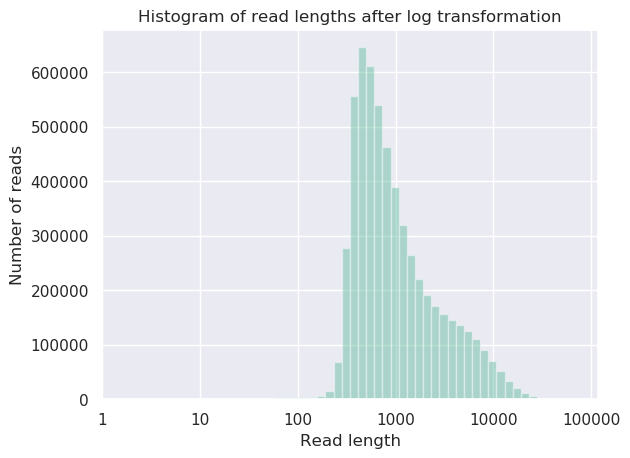 Histogram of read lengths after log transformation
Number of reads
600000
500000
400000
300000
200000
100000
0
1 10 100 1000 10000 100000
Read length